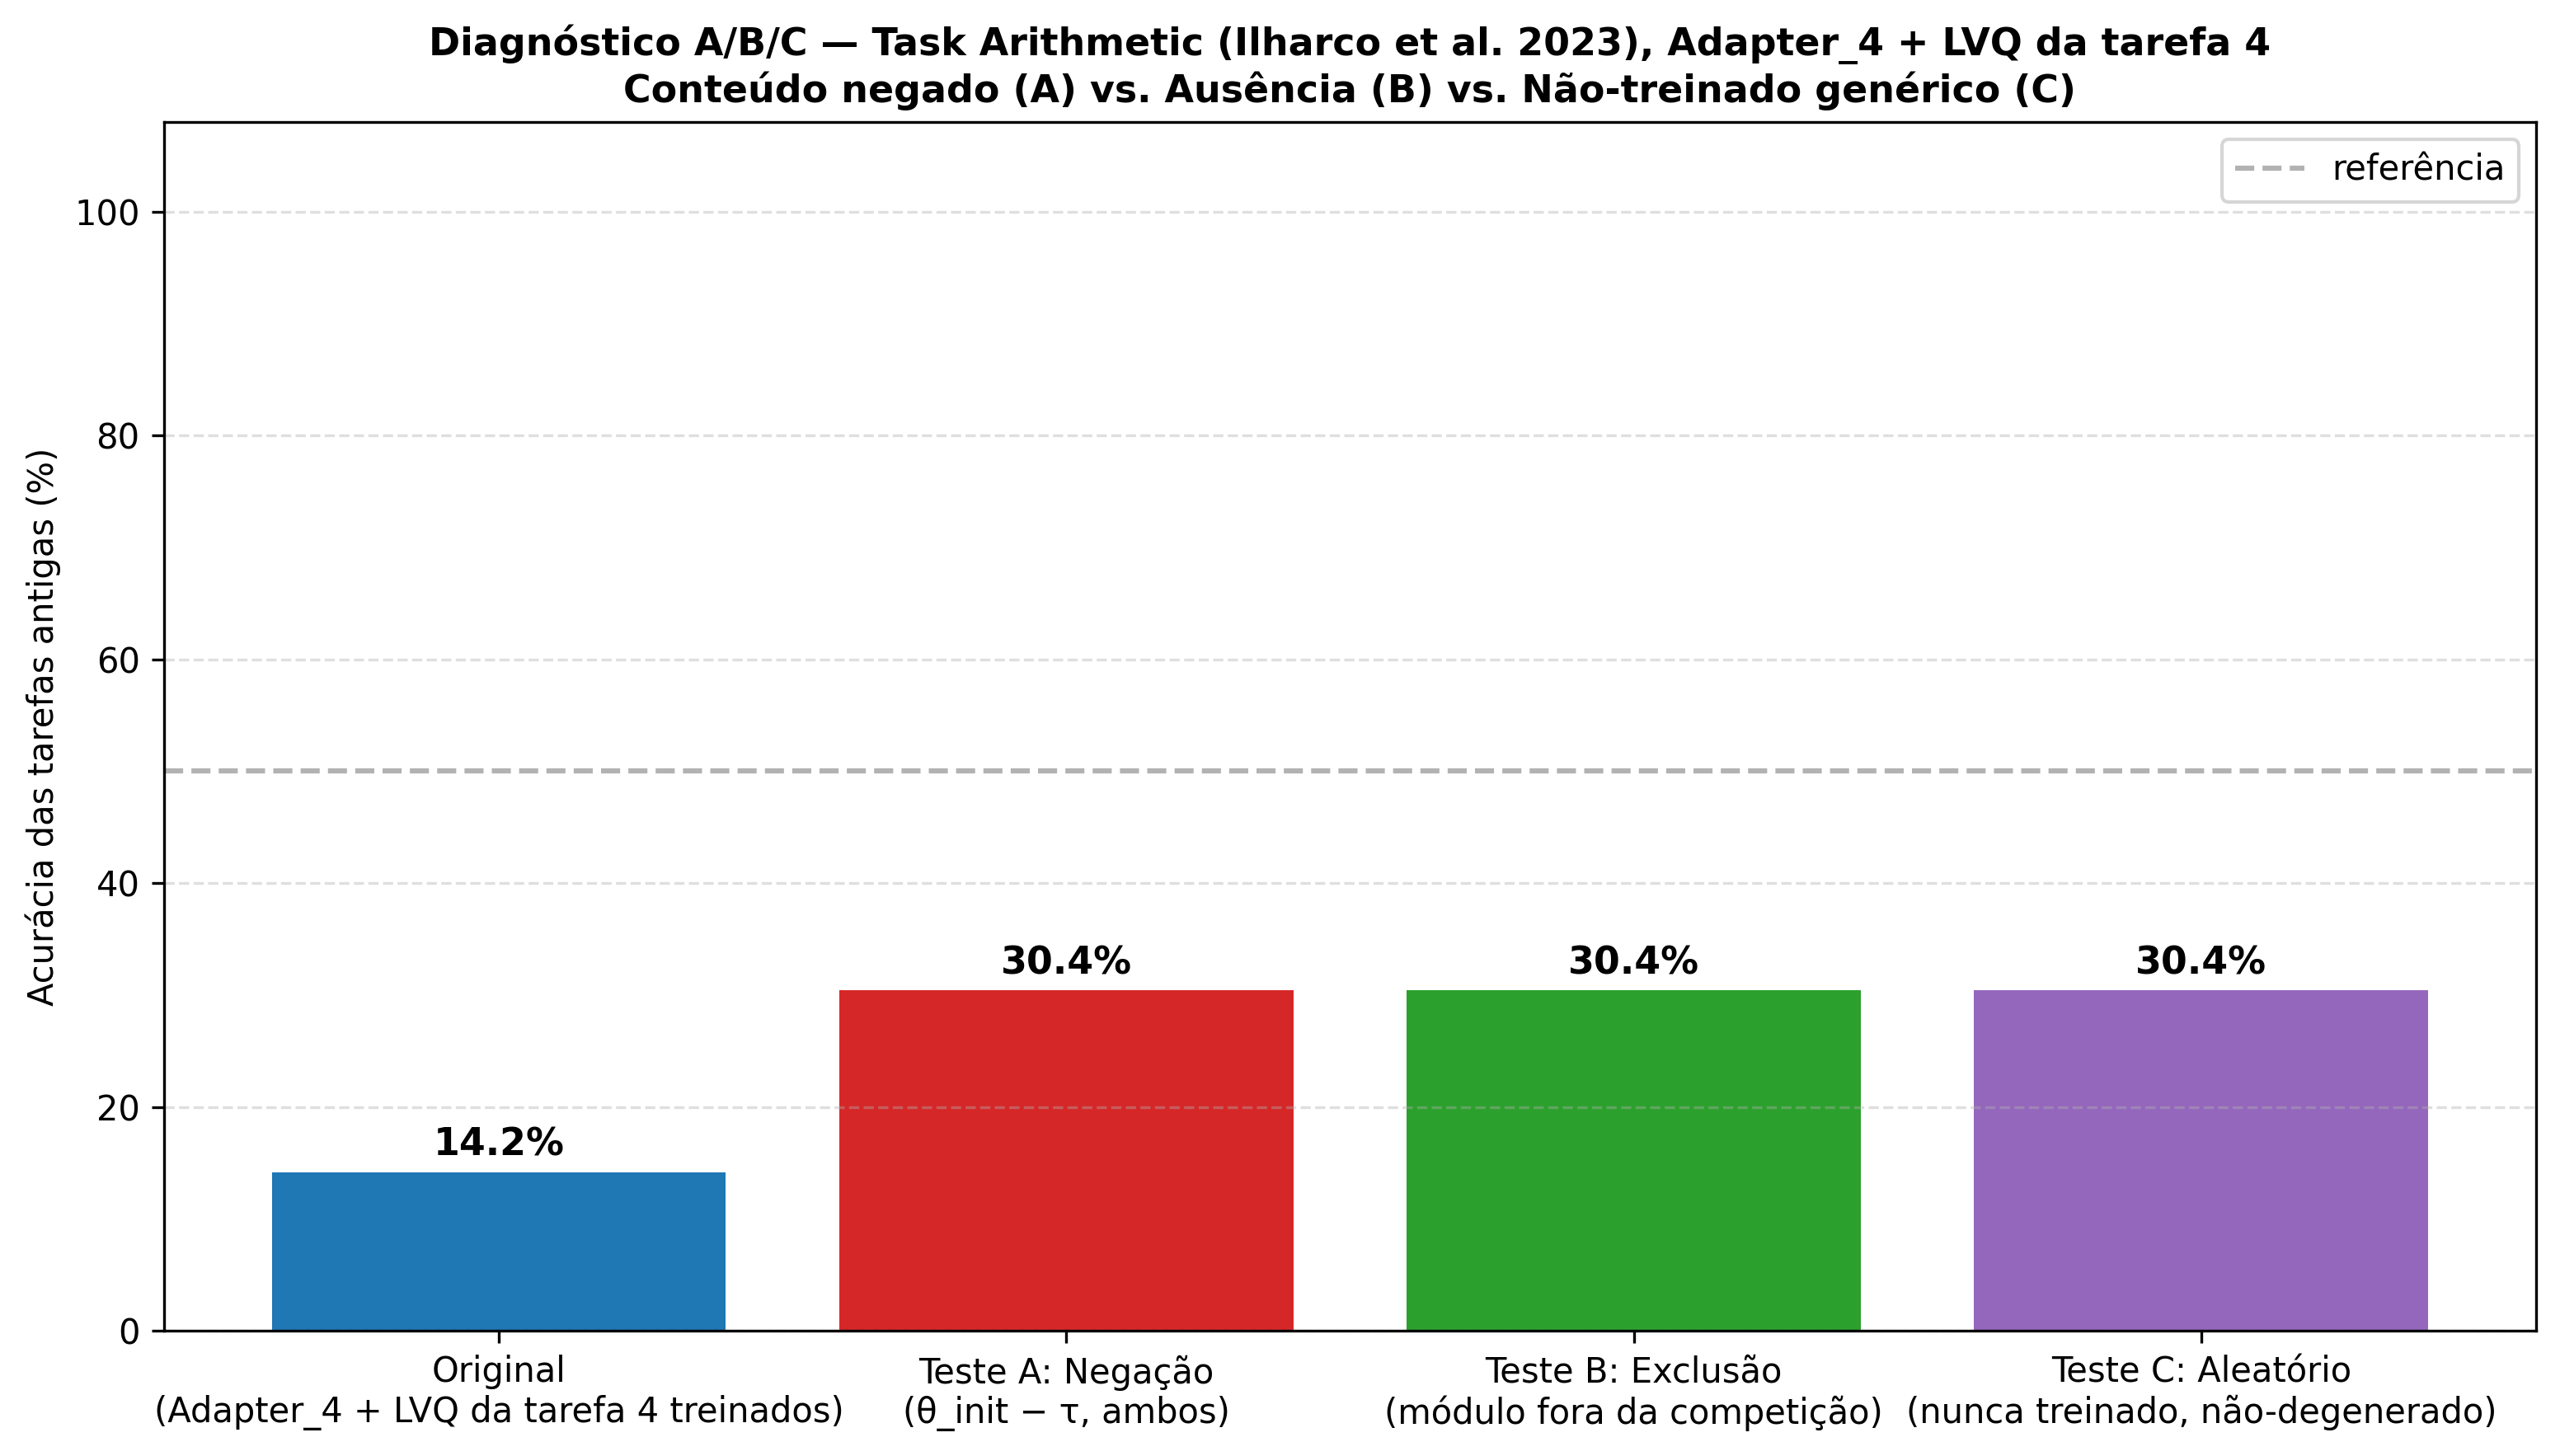 Diagnóstico A/B/C — Task Arithmetic (Ilharco et al. 2023), Adapter_4 + LVQ da tarefa 4
Conteúdo negado (A) vs. Ausência (B) vs. Não-treinado genérico (C)
referência
Acurácia das tarefas antigas (%)
100
80
60
40
20
0
14.2%
30.4%
30.4%
30.4%
Original
(Adapter_4 + LVQ da tarefa 4 treinados)
Teste A: Negação
(θ_init − τ, ambos)
Teste B: Exclusão
(módulo fora da competição)
Teste C: Aleatório
(nunca treinado, não-degenerado)